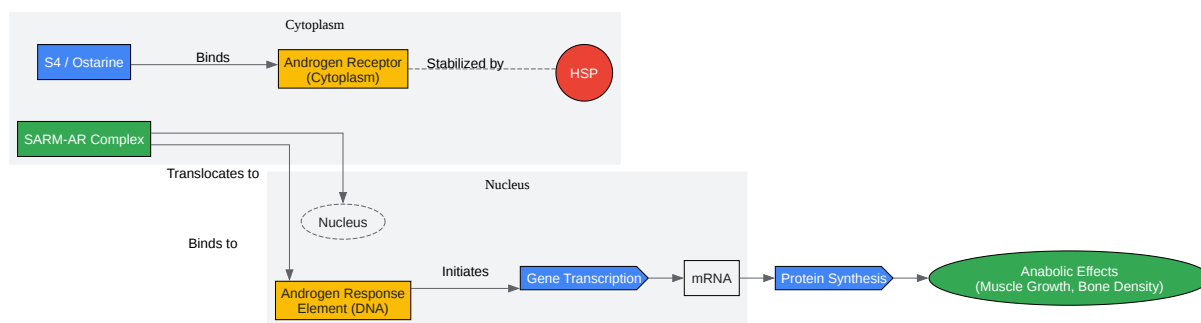 Cytoplasm
S4 / Ostarine
Binds
Androgen Receptor
(Cytoplasm)
Stabilized by
HSP
SARM-AR Complex
Translocates to
Nucleus
Nucleus
Binds to
Androgen Response
Element (DNA)
Initiates
Gene Transcription
mRNA
Protein Synthesis
Anabolic Effects
(Muscle Growth, Bone Density)